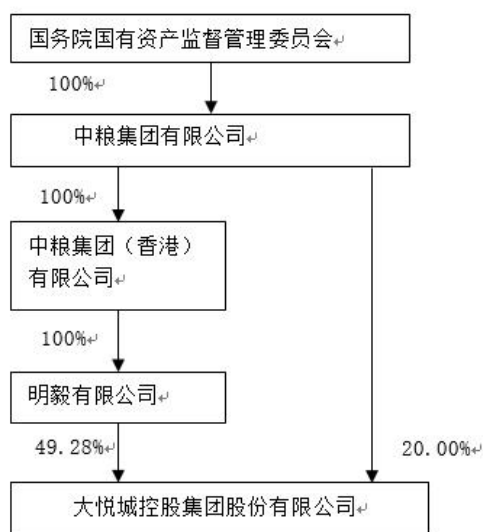 国务院国有资产监督管理委员会
100%
中粮集团有限公司
100%
中粮集团（香港）
有限公司
100%
明毅有限公司
49.28%
20.00%
大悦城控股集团股份有限公司